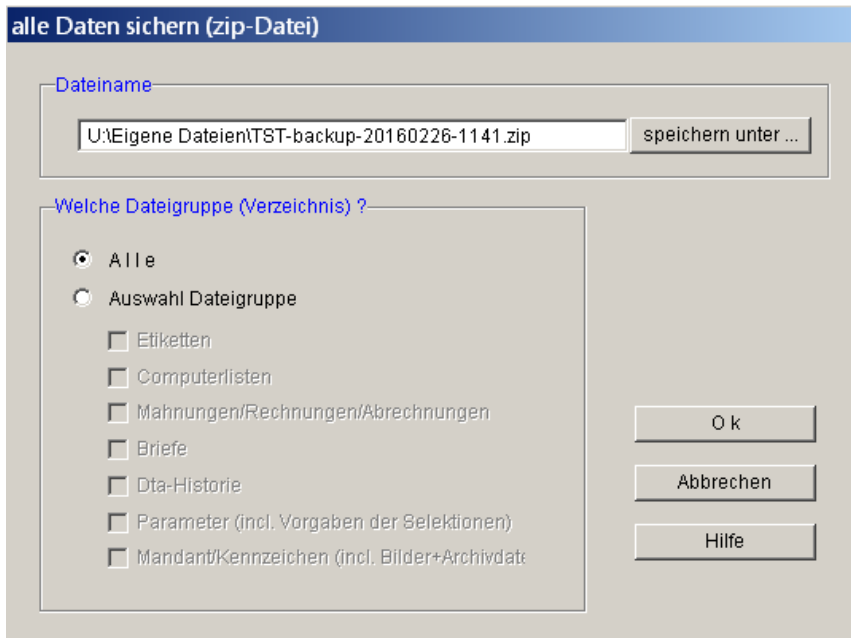 alle Daten sichern (zip-Datei)
Dateiname
U:\Eigene Dateien\TST-backup-20160226-1141.zip
speichern unter ...
Welche Dateigruppe (Verzeichnis) ?
A l l e
Auswahl Dateigruppe
Etiketten
Computerlisten
Mahnungen/Rechnungen/Abrechnungen
Briefe
Dta-Historie
Parameter (incl. Vorgaben der Selektionen)
Mandant/Kennzeichen (incl. Bilder+Archivdate
O k
Abbrechen
Hilfe